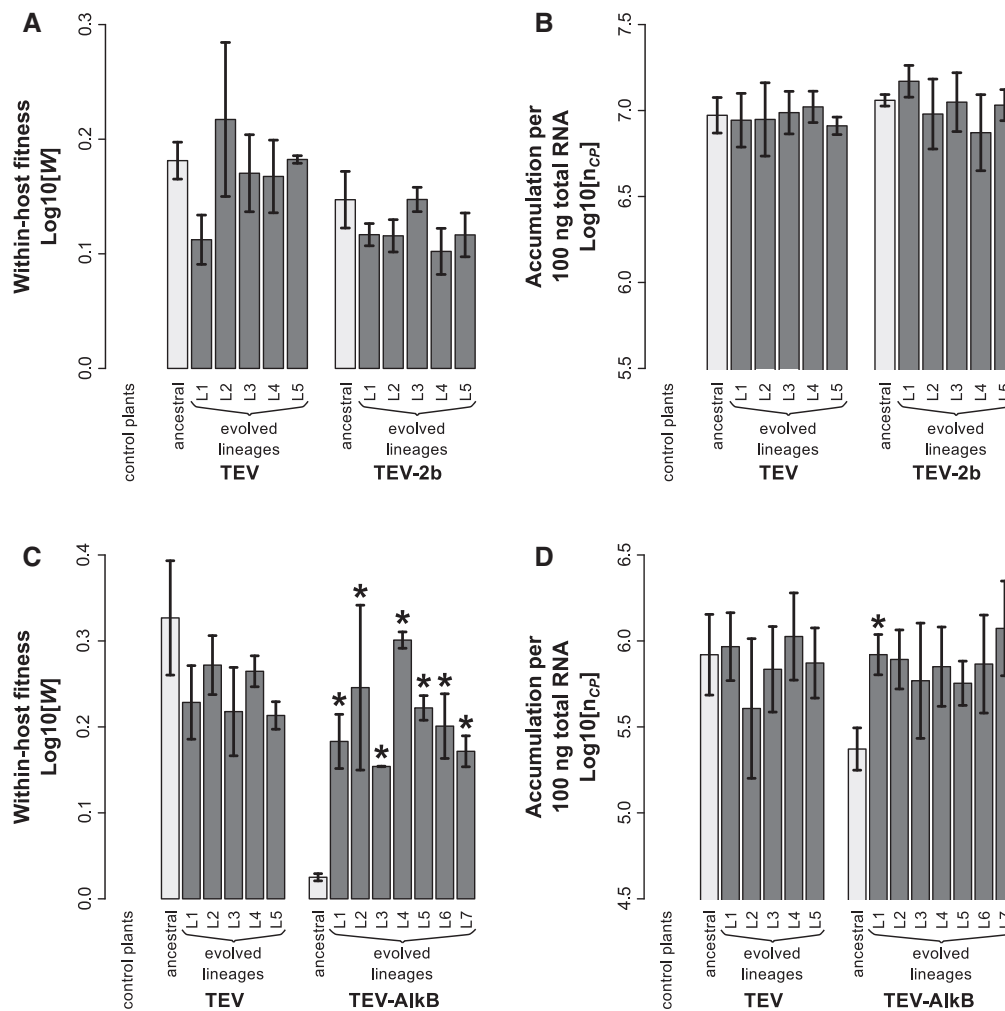 A
Within-host fitness
Log10[W]
0.3
0.2
0.1
0.0
control plants
ancestral
L1
L2
L3
L4
L5
evolved
lineages
TEV
ancestral
L1
L2
L3
L4
L5
evolved
lineages
TEV-2b
B
Accumulation per
100 ng total RNA
Log10[nCP]
7.5
7.0
6.5
6.0
5.5
control plants
ancestral
L1
L2
L3
L4
L5
evolved
lineages
TEV
ancestral
L1
L2
L3
L4
L5
evolved
lineages
TEV-2b
C
Within-host fitness
Log10[W]
0.4
0.3
0.2
0.1
0.0
* * * * * * *
control plants
ancestral
L1
L2
L3
L4
L5
evolved
lineages
TEV
ancestral
L1
L2
L3
L4
L5
L6
L7
evolved
lineages
TEV-AlkB
D
Accumulation per
100 ng total RNA
Log10[nCP]
6.5
6.0
5.5
5.0
4.5
*
control plants
ancestral
L1
L2
L3
L4
L5
evolved
lineages
TEV
ancestral
L1
L2
L3
L4
L5
L6
L7
evolved
lineages
TEV-AlkB